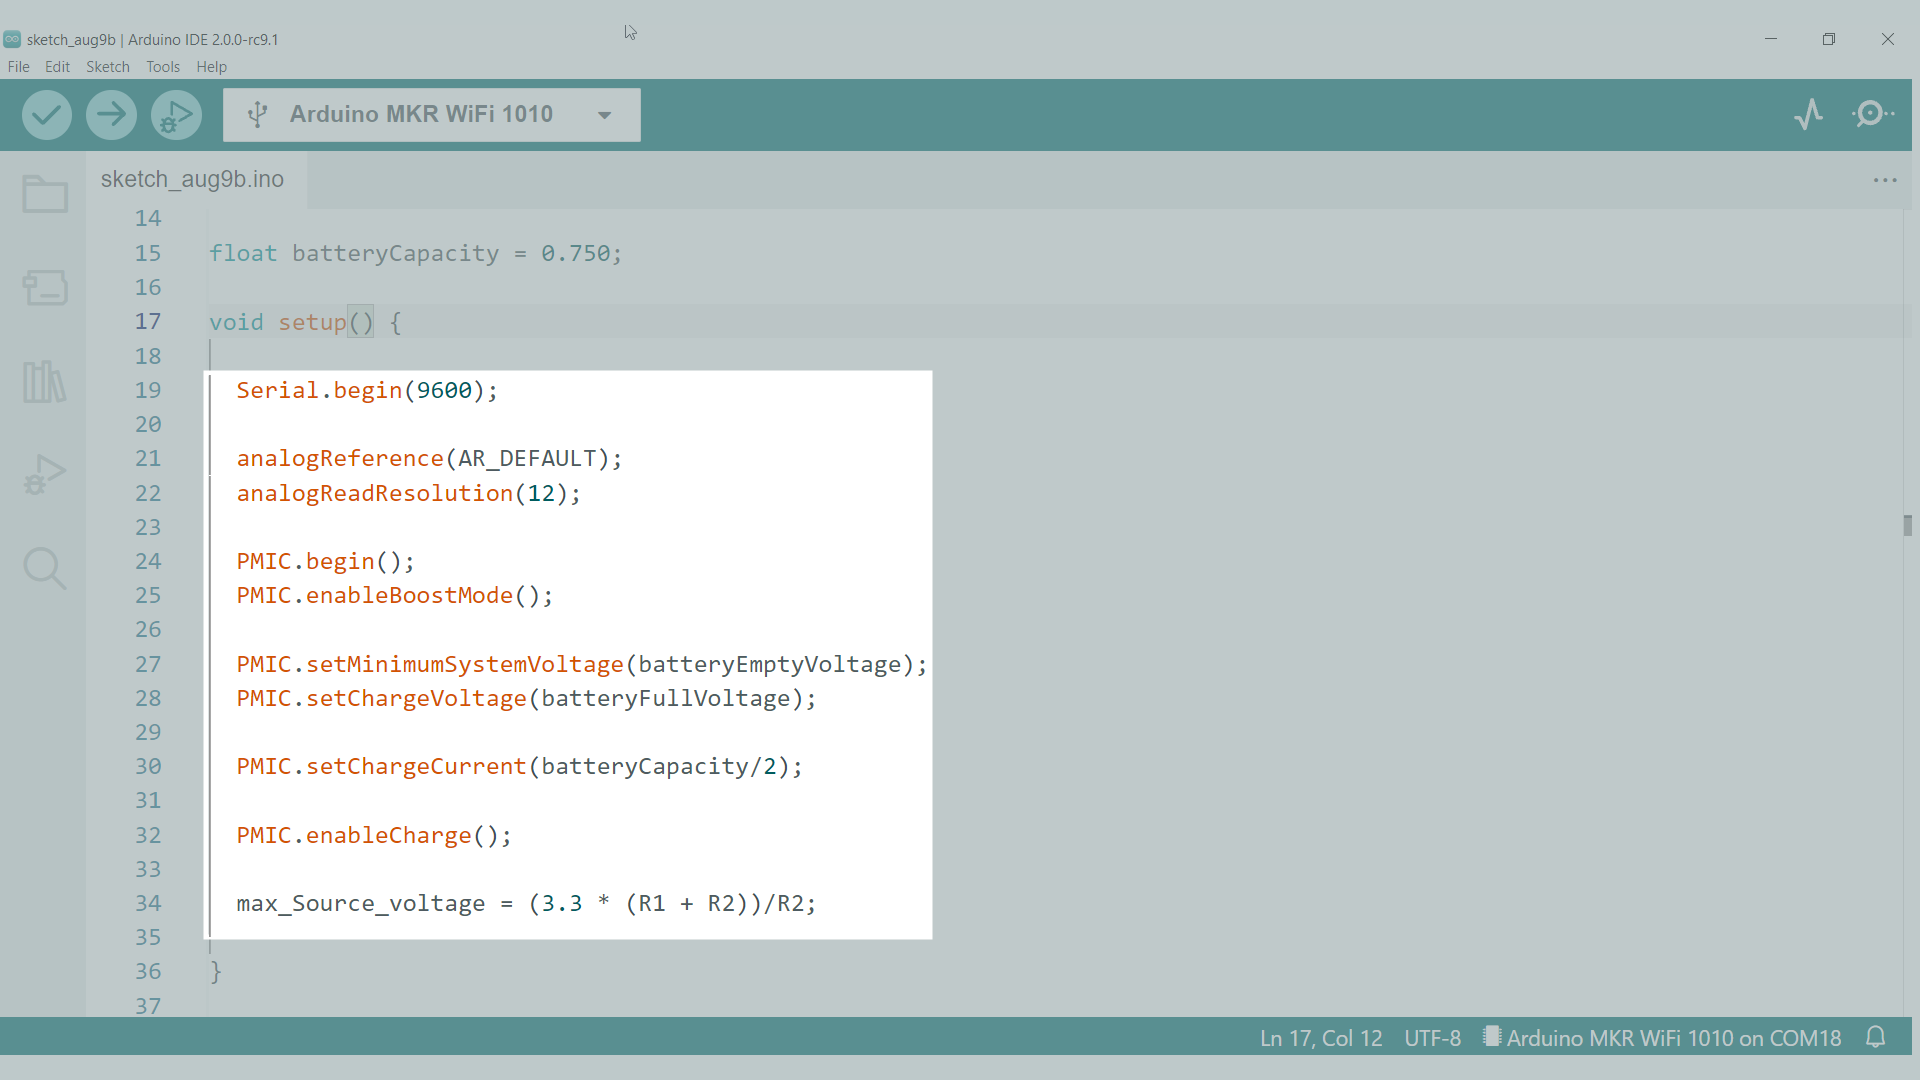 sketch_aug9b | Arduino IDE 2.0.0-rc9.1
File Edit Sketch Tools Help
Arduino MKR WiFi 1010
sketch_aug9b.ino
14
15 float batteryCapacity = 0.750;
16
17 void setup() {
18
19 Serial.begin(9600);
20
21 analogReference(AR_DEFAULT);
22 analogReadResolution(12);
23
24 PMIC.begin();
25 PMIC.enableBoostMode();
26
27 PMIC.setMinimumSystemVoltage(batteryEmptyVoltage);
28 PMIC.setChargeVoltage(batteryFullVoltage);
29
30 PMIC.setChargeCurrent(batteryCapacity/2);
31
32 PMIC.enableCharge();
33
34 max_Source_voltage = (3.3 * (R1 + R2))/R2;
35
36 }
37
Ln 17, Col 12 UTF-8 Arduino MKR WiFi 1010 on COM18